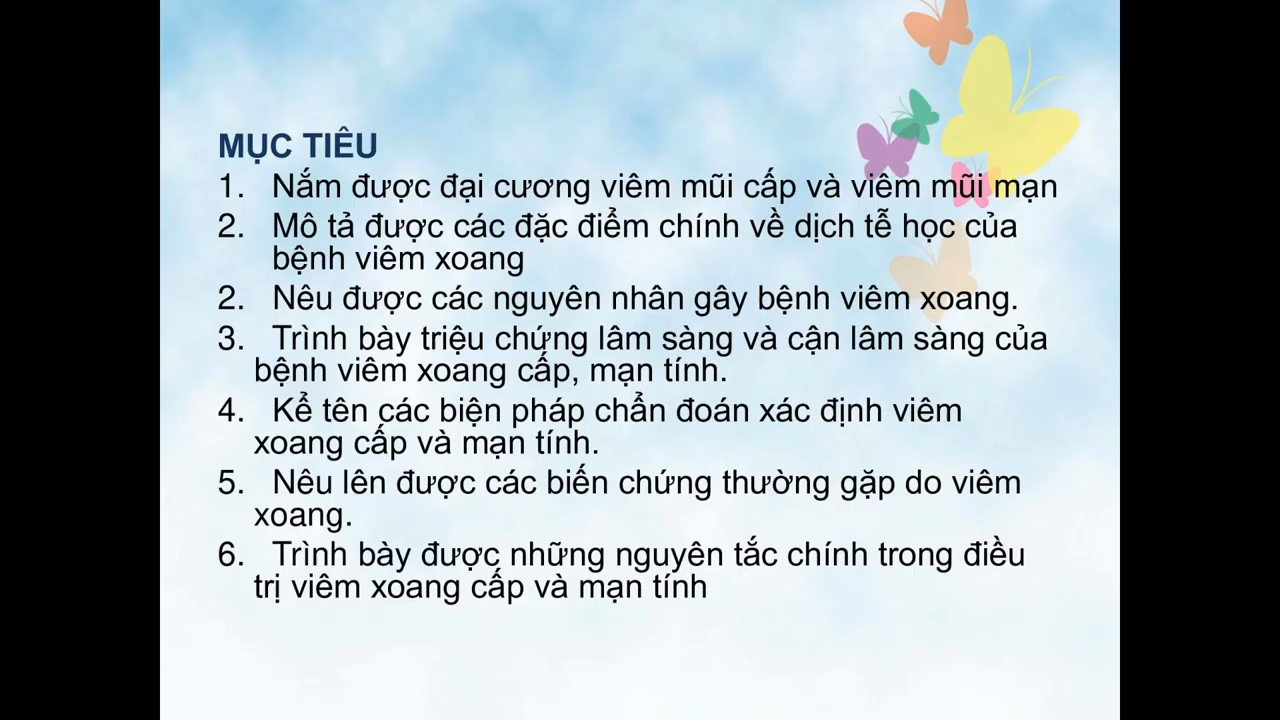 MỤC TIÊU
1. Nắm được đại cương viêm mũi cấp và viêm mũi mạn
2. Mô tả được các đặc điểm chính về dịch tễ học của
bệnh viêm xoang
2. Nêu được các nguyên nhân gây bệnh viêm xoang.
3. Trình bày triệu chứng lâm sàng và cận lâm sàng của
bệnh viêm xoang cấp, mạn tính.
4. Kể tên các biện pháp chẩn đoán xác định viêm
xoang cấp và mạn tính.
5. Nêu lên được các biến chứng thường gặp do viêm
xoang.
6. Trình bày được những nguyên tắc chính trong điều
trị viêm xoang cấp và mạn tính